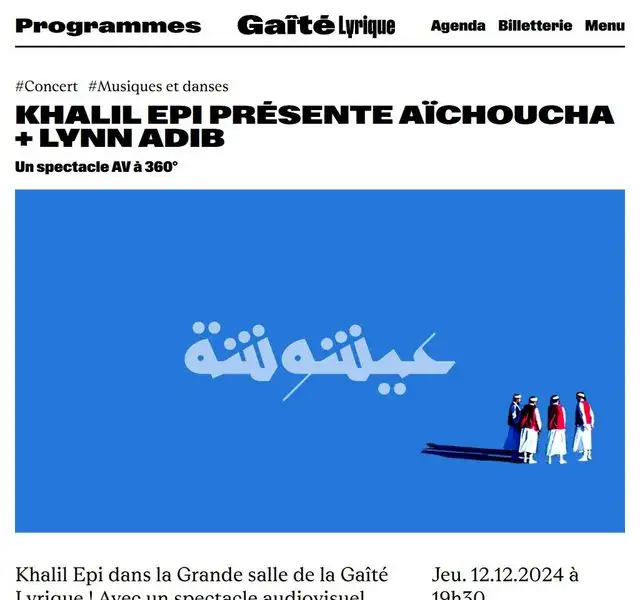 Programmes Gaîté Lyrique Agenda Billetterie Menu
#Concert #Musiques et danses
KHALIL EPI PRÉSENTE AÏCHOUCHA
+ LYNN ADIB
Un spectacle AV à 360°
عيشوشة
Khalil Epi dans la Grande salle de la Gaîté
Lyrique ! Avec un spectacle audiovisuel
Jeu. 12.12.2024 à
19h30